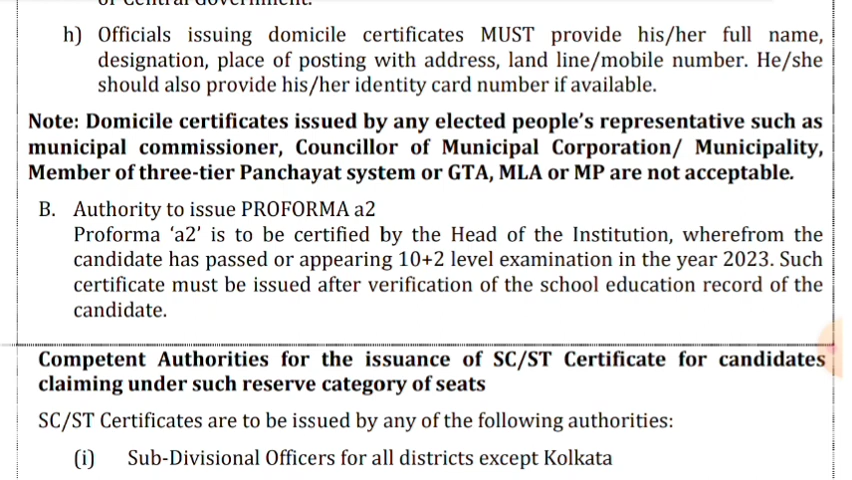 of Central Government.
h) Officials issuing domicile certificates MUST provide his/her full name,
designation, place of posting with address, land line/mobile number. He/she
should also provide his/her identity card number if available.
Note: Domicile certificates issued by any elected people's representative such as
municipal commissioner, Councillor of Municipal Corporation/ Municipality,
Member of three-tier Panchayat system or GTA, MLA or MP are not acceptable.
B. Authority to issue PROFORMA a2
Proforma ‘a2’ is to be certified by the Head of the Institution, wherefrom the
candidate has passed or appearing 10+2 level examination in the year 2023. Such
certificate must be issued after verification of the school education record of the
candidate.
Competent Authorities for the issuance of SC/ST Certificate for candidates
claiming under such reserve category of seats
SC/ST Certificates are to be issued by any of the following authorities:
(i) Sub-Divisional Officers for all districts except Kolkata